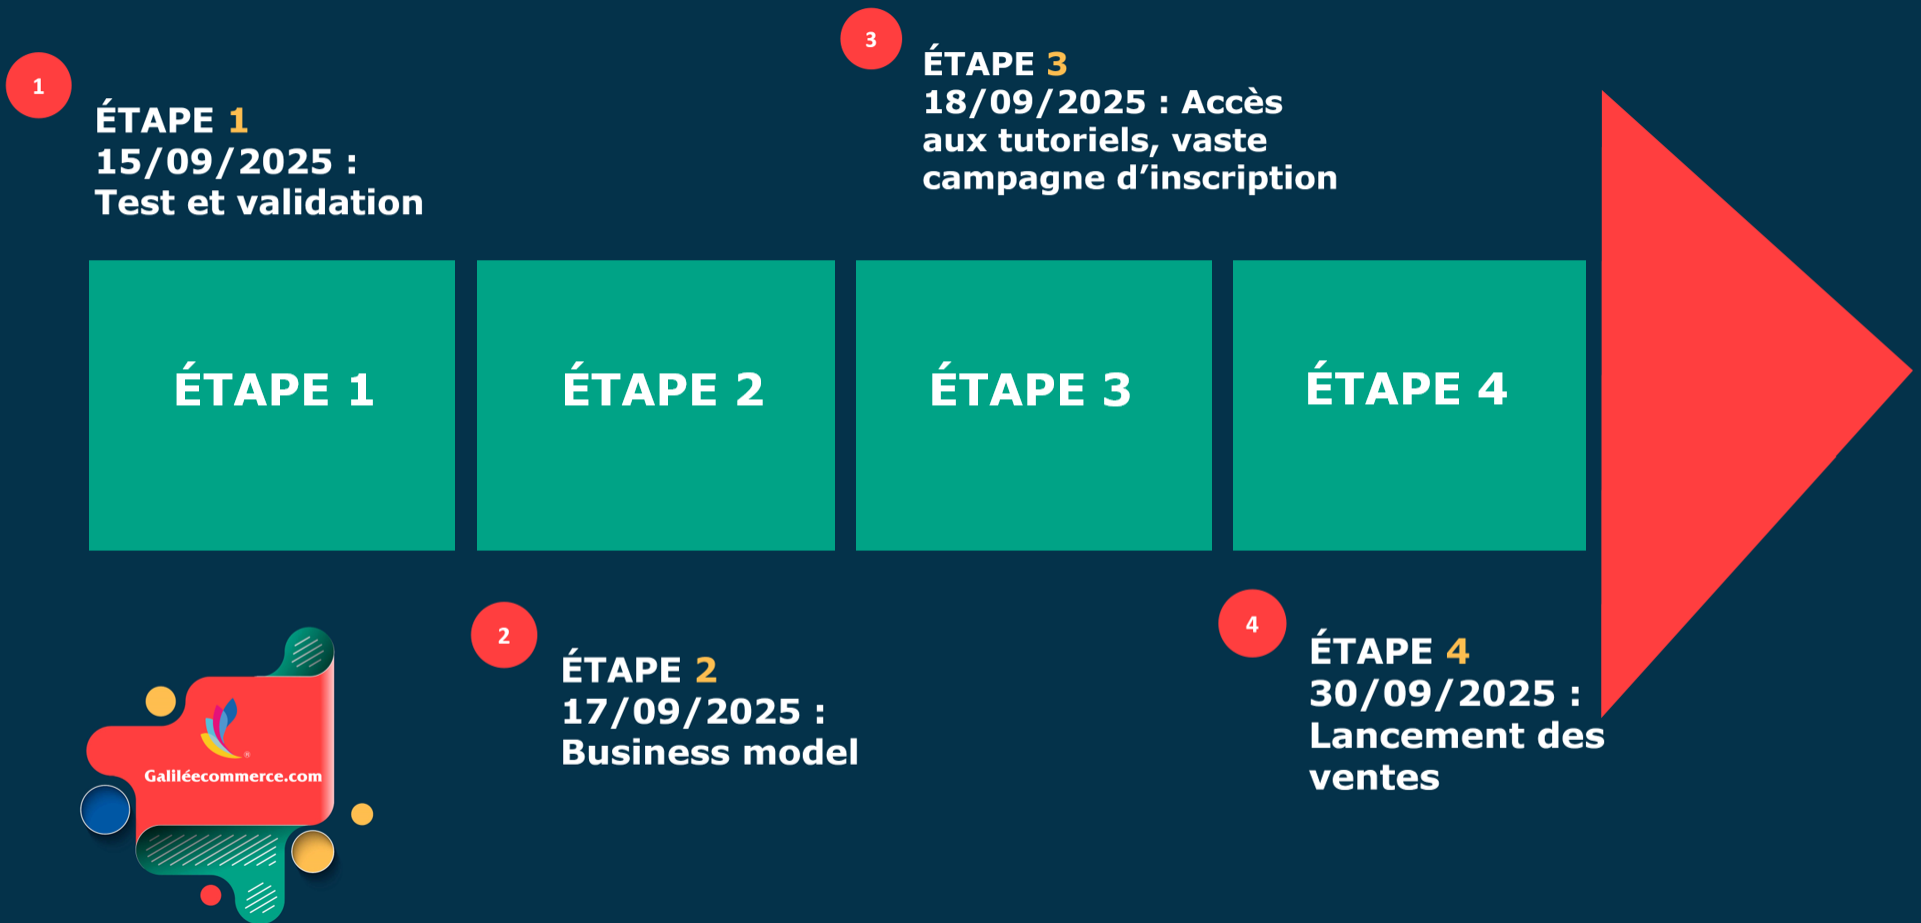 1
ÉTAPE 1
15/09/2025 :
Test et validation
3
ÉTAPE 3
18/09/2025 : Accès
aux tutoriels, vaste
campagne d’inscription
ÉTAPE 1
ÉTAPE 2
ÉTAPE 3
ÉTAPE 4
2
ÉTAPE 2
17/09/2025 :
Business model
4
ÉTAPE 4
30/09/2025 :
Lancement des
ventes
®
Galiléecommerce.com